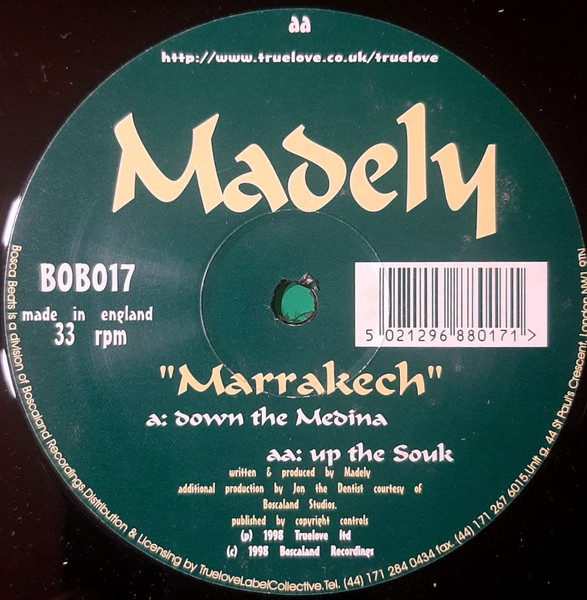 aa
http://www.truelove.co.uk/truelove
Madely
BOB017
made in england
33 rpm
5 021296 880171 >
"Marrakech"
a: down the Medina
aa: up the Souk
written & produced by Madely
additional production by Jon the Dentist courtesy of
Boscaland Studios.
published by copyright controls
(p) 1998 Truelove ltd
(c) 1998 Boscaland Recordings
Bosca Beats is a division of Boscaland Recordings.Distribution & Licensing by TrueloveLabelCollective.Tel. (44) 171 284 0434 fax. (44) 171 267 6015.Unit 9, 44 St Paul's Crescent, London NW1 9TN